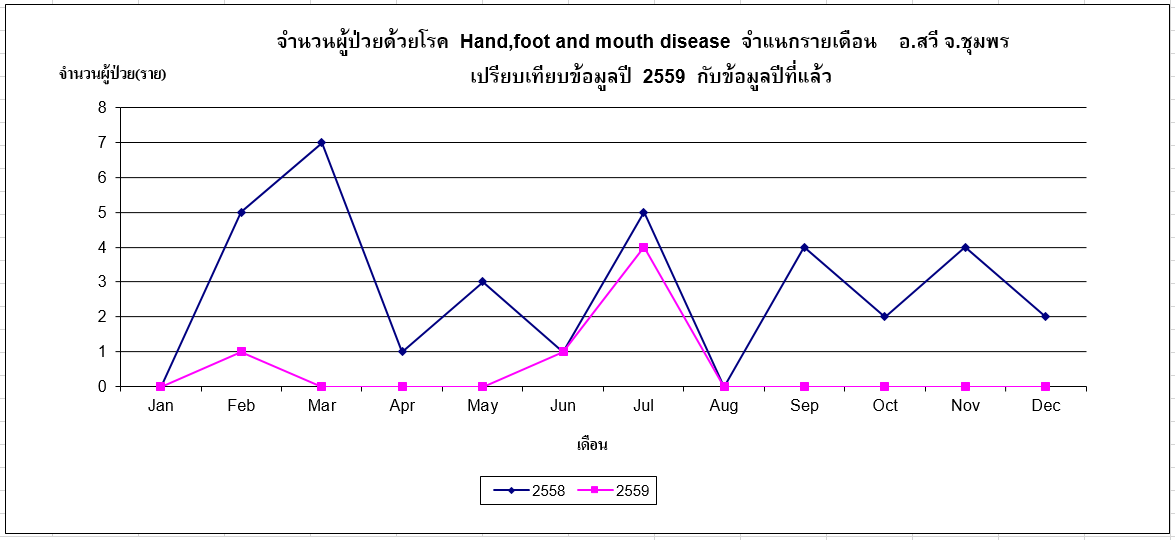 จำนวนผู้ป่วยด้วยโรค Hand,foot and mouth disease จำแนกรายเดือน อ.สวี จ.ชุมพร
เปรียบเทียบข้อมูลปี 2559 กับข้อมูลปีที่แล้ว
จำนวนผู้ป่วย(ราย)
8
7
6
5
4
3
2
1
0
Jan Feb Mar Apr May Jun Jul Aug Sep Oct Nov Dec
เดือน
2558 2559